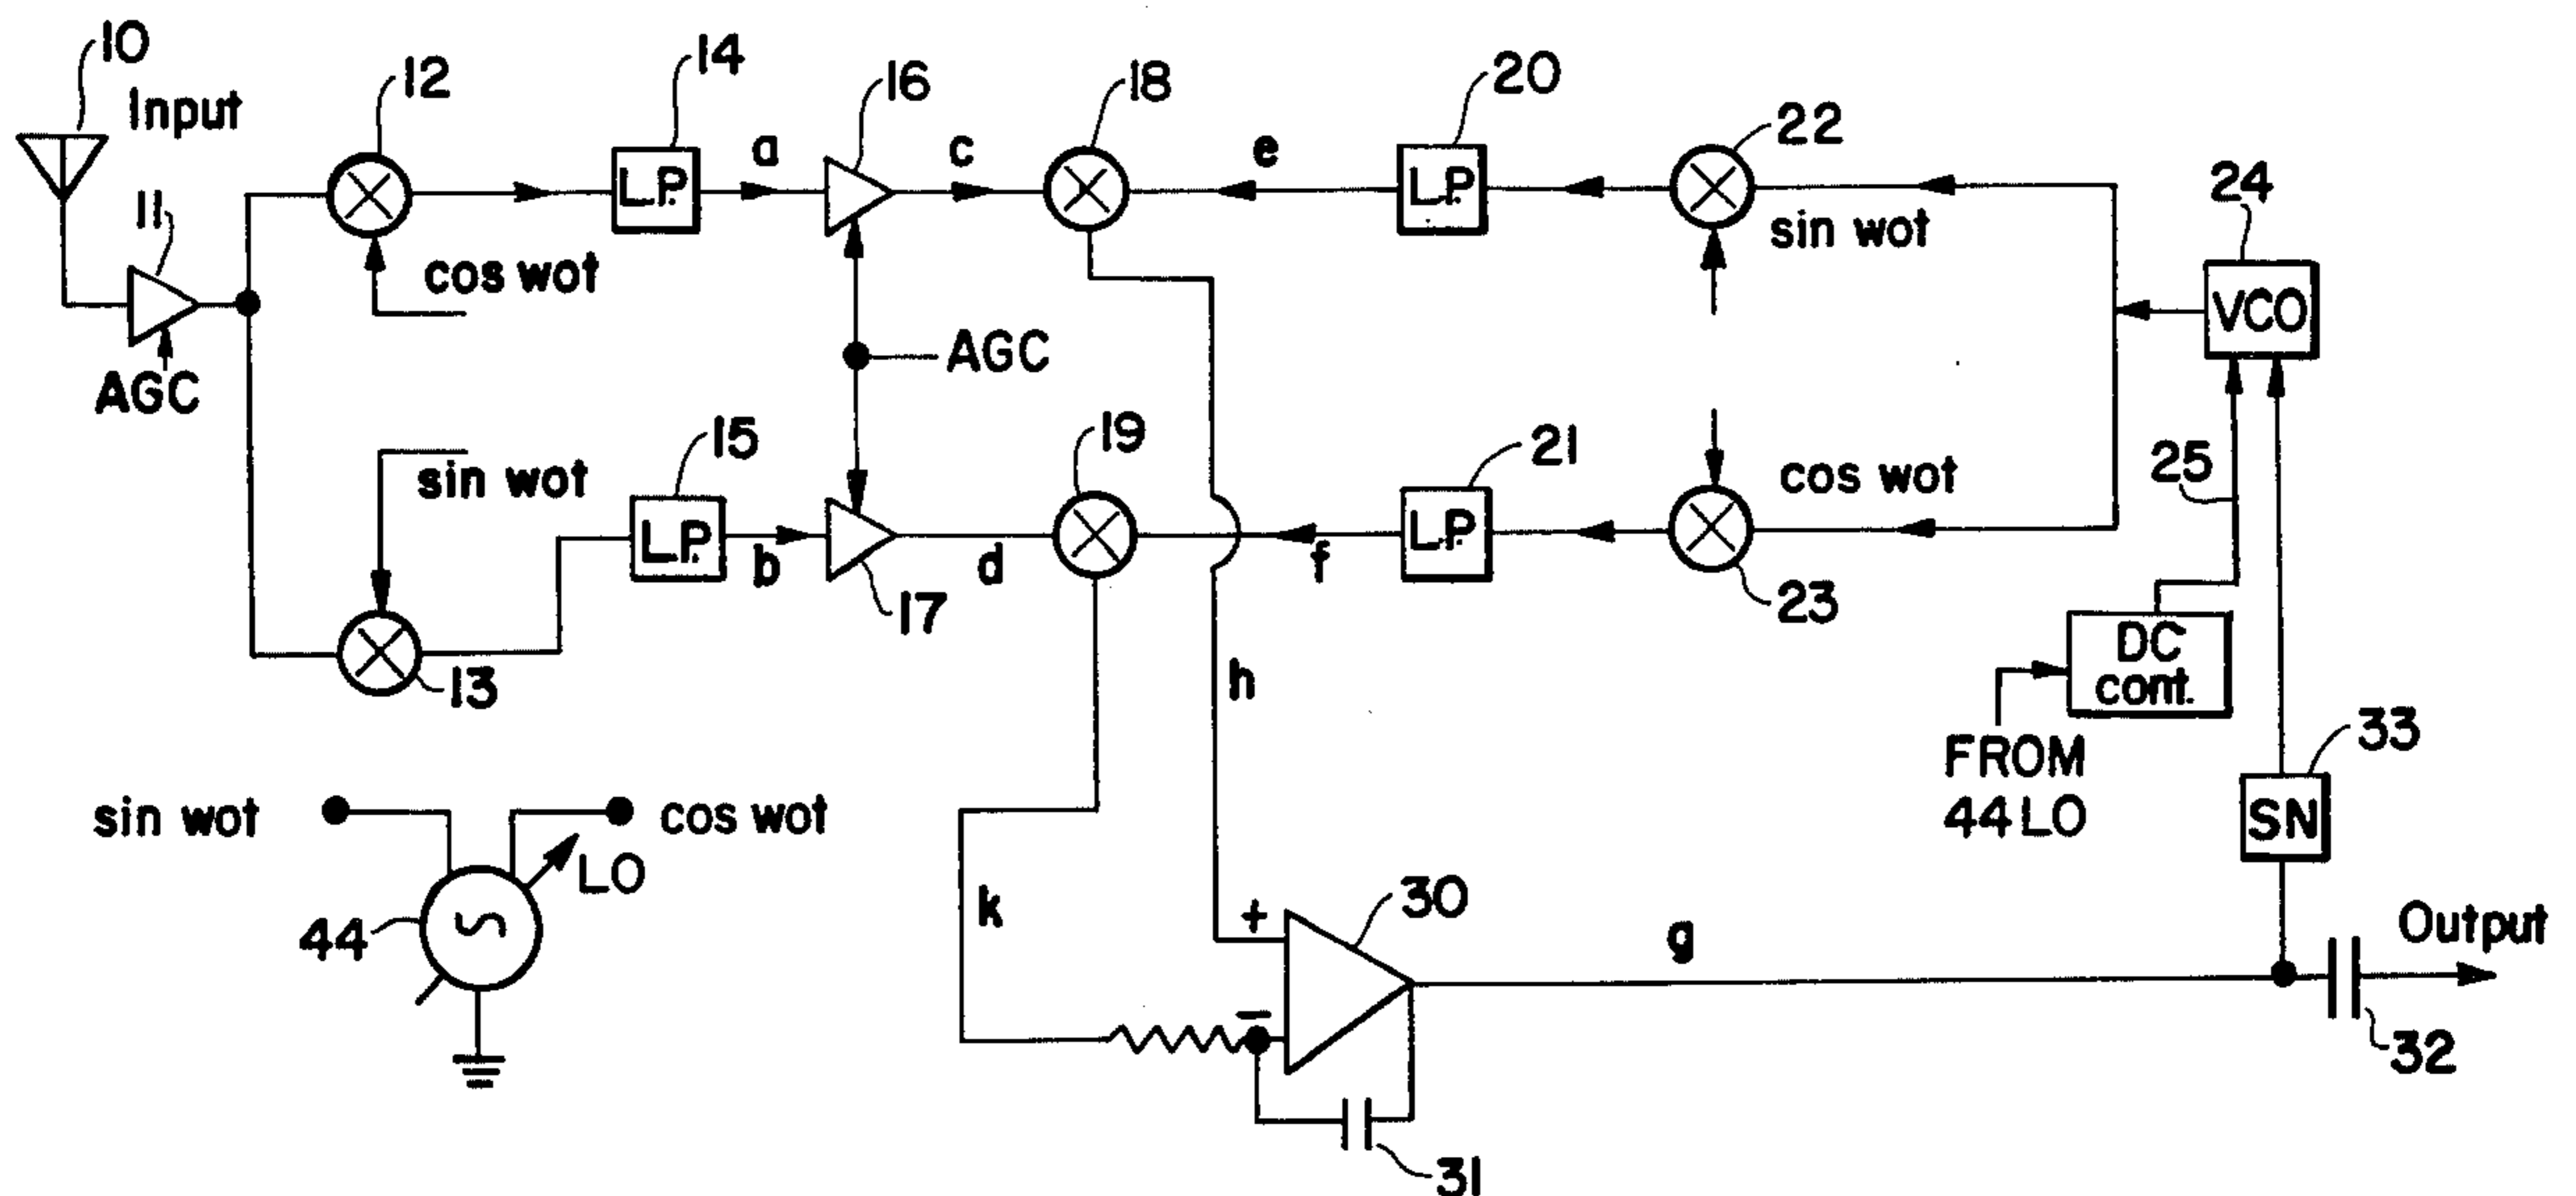 10
Input
12
14
16
18
20
22
24
11
a
c
e
L.P.
L.P
VCO
cos wot
sin wot
AGC
AGC
sin wot
15
19
21
cos wot
25
L.P.
b
d
f
L.P
17
23
13
DC
cont.
h
FROM
44 LO
33
SN
sin wot
cos wot
LO
44
k
+
30
g
Output
−
32
31